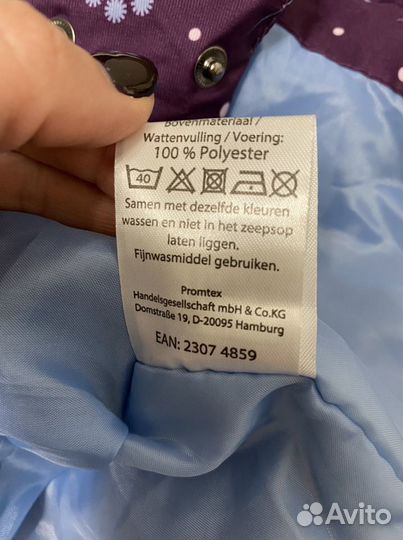 Bovenmateriaal /
Wattenvulling / Voering:
100 % Polyester
40
Samen met dezelfde kleuren
wassen en niet in het zeepsop
laten liggen.
Fijnwasmiddel gebruiken.
Promtex
Handelsgesellschaft mbH & Co.KG
Domstraße 19, D-20095 Hamburg
EAN: 2307 4859
Avito